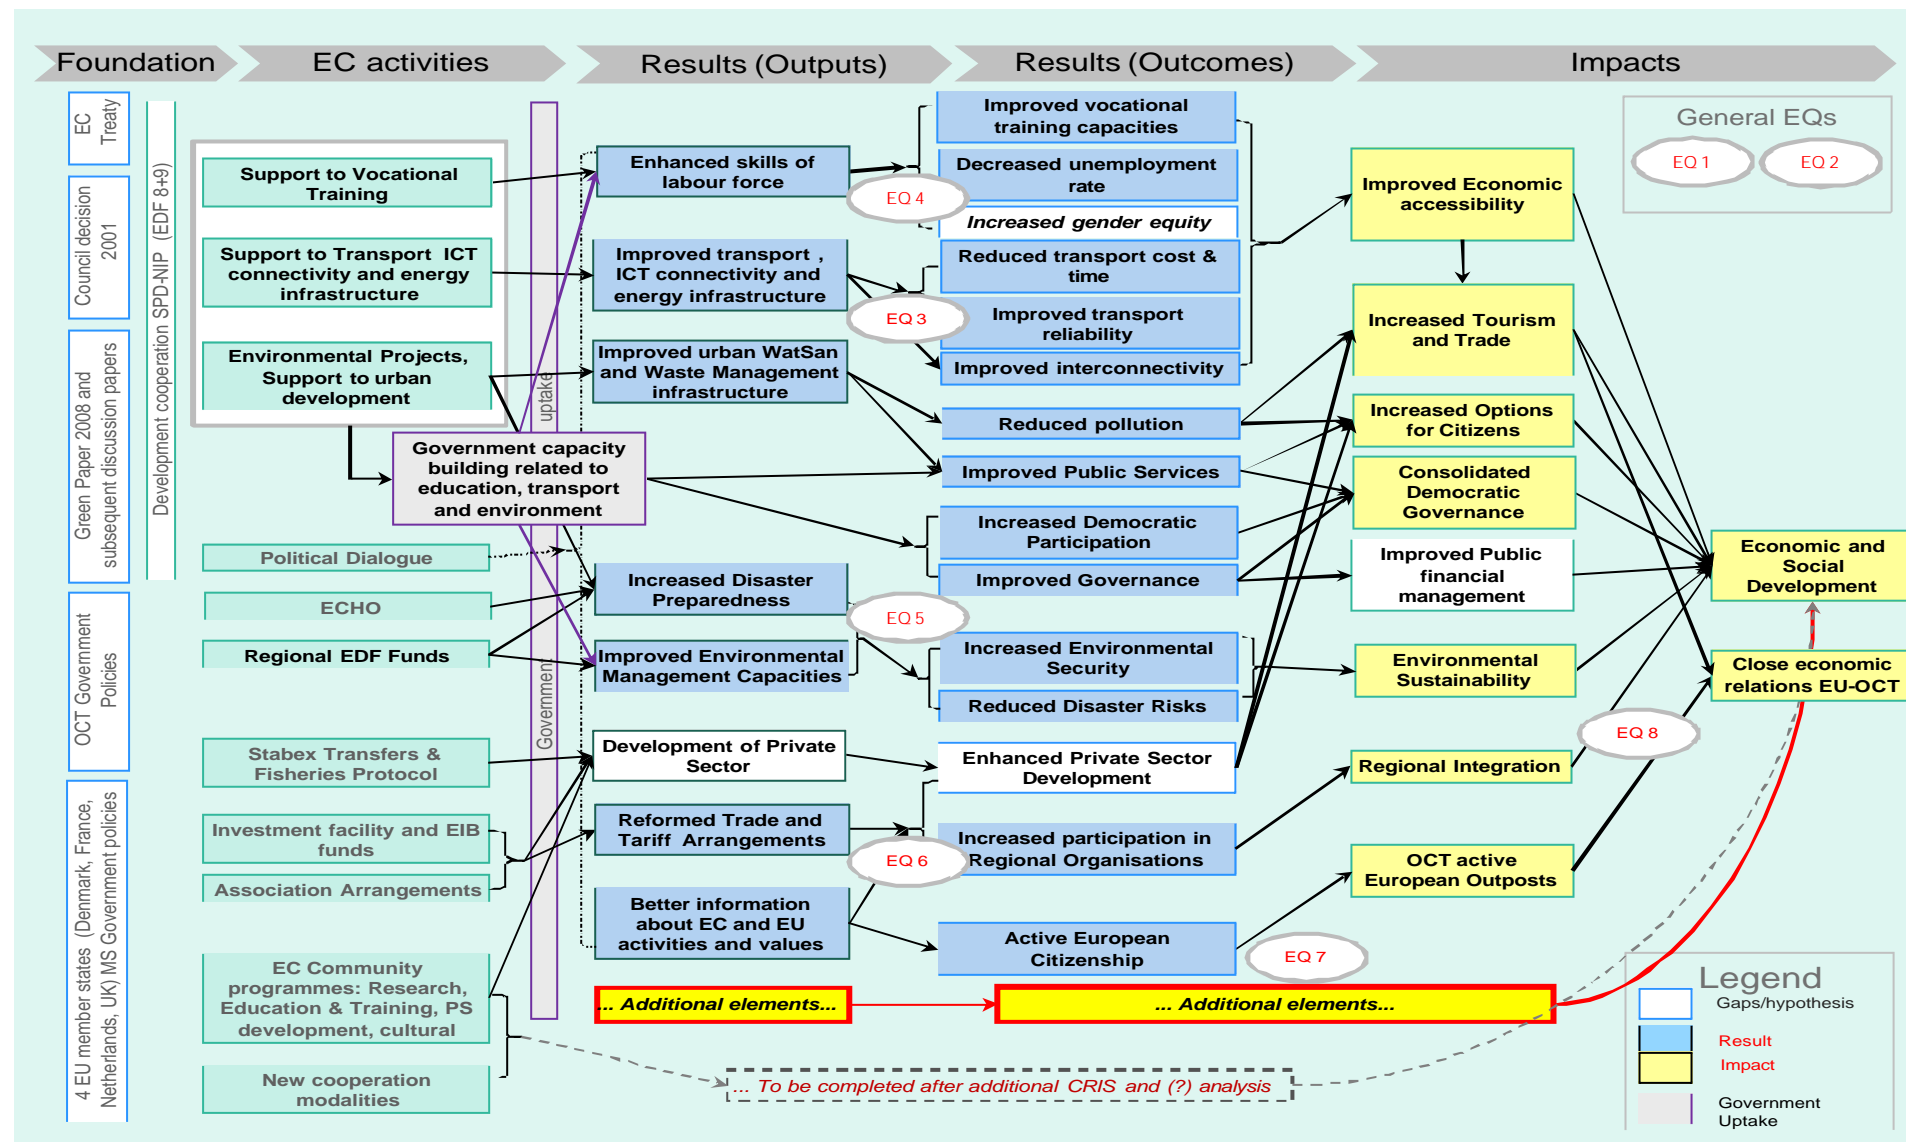 Foundation
EC activities
Results (Outputs)
Results (Outcomes)
Impacts
EC
Treaty
Council decision
2001
Green Paper 2008 and
subsequent discussion papers
OCT Government
Policies
4 EU member states (Denmark, France,
Netherlands, UK) MS Government policies
Development cooperation SPD-NIP (EDF 8+9)
Support to Vocational
Training
Support to Transport ICT
connectivity and energy
infrastructure
Environmental Projects,
Support to urban
development
Government capacity
building related to
education, transport
and environment
Political Dialogue
ECHO
Regional EDF Funds
Stabex Transfers &
Fisheries Protocol
Investment facility and EIB
funds
Association Arrangements
EC Community
programmes: Research,
Education & Training, PS
development, cultural
New cooperation
modalities
Government
uptake
Enhanced skills of
labour force
Improved transport ,
ICT connectivity and
energy infrastructure
Improved urban WatSan
and Waste Management
infrastructure
Increased Disaster
Preparedness
Improved Environmental
Management Capacities
Development of Private
Sector
Reformed Trade and
Tariff Arrangements
Better information
about EC and EU
activities and values
... Additional elements...
EQ 4
EQ 3
EQ 5
EQ 6
Improved vocational
training capacities
Decreased unemployment
rate
Increased gender equity
Reduced transport cost &
time
Improved transport
reliability
Improved interconnectivity
Reduced pollution
Improved Public Services
Increased Democratic
Participation
Improved Governance
Increased Environmental
Security
Reduced Disaster Risks
Enhanced Private Sector
Development
Increased participation in
Regional Organisations
Active European
Citizenship
EQ 7
... Additional elements...
... To be completed after additional CRIS and (?) analysis
Improved Economic
accessibility
Increased Tourism
and Trade
Increased Options
for Citizens
Consolidated
Democratic
Governance
Improved Public
financial
management
Environmental
Sustainability
Regional Integration
OCT active
European Outposts
EQ 8
General EQs
EQ 1
EQ 2
Economic and
Social
Development
Close economic
relations EU-OCT
Legend
Gaps/hypothesis
Result
Impact
Government
Uptake